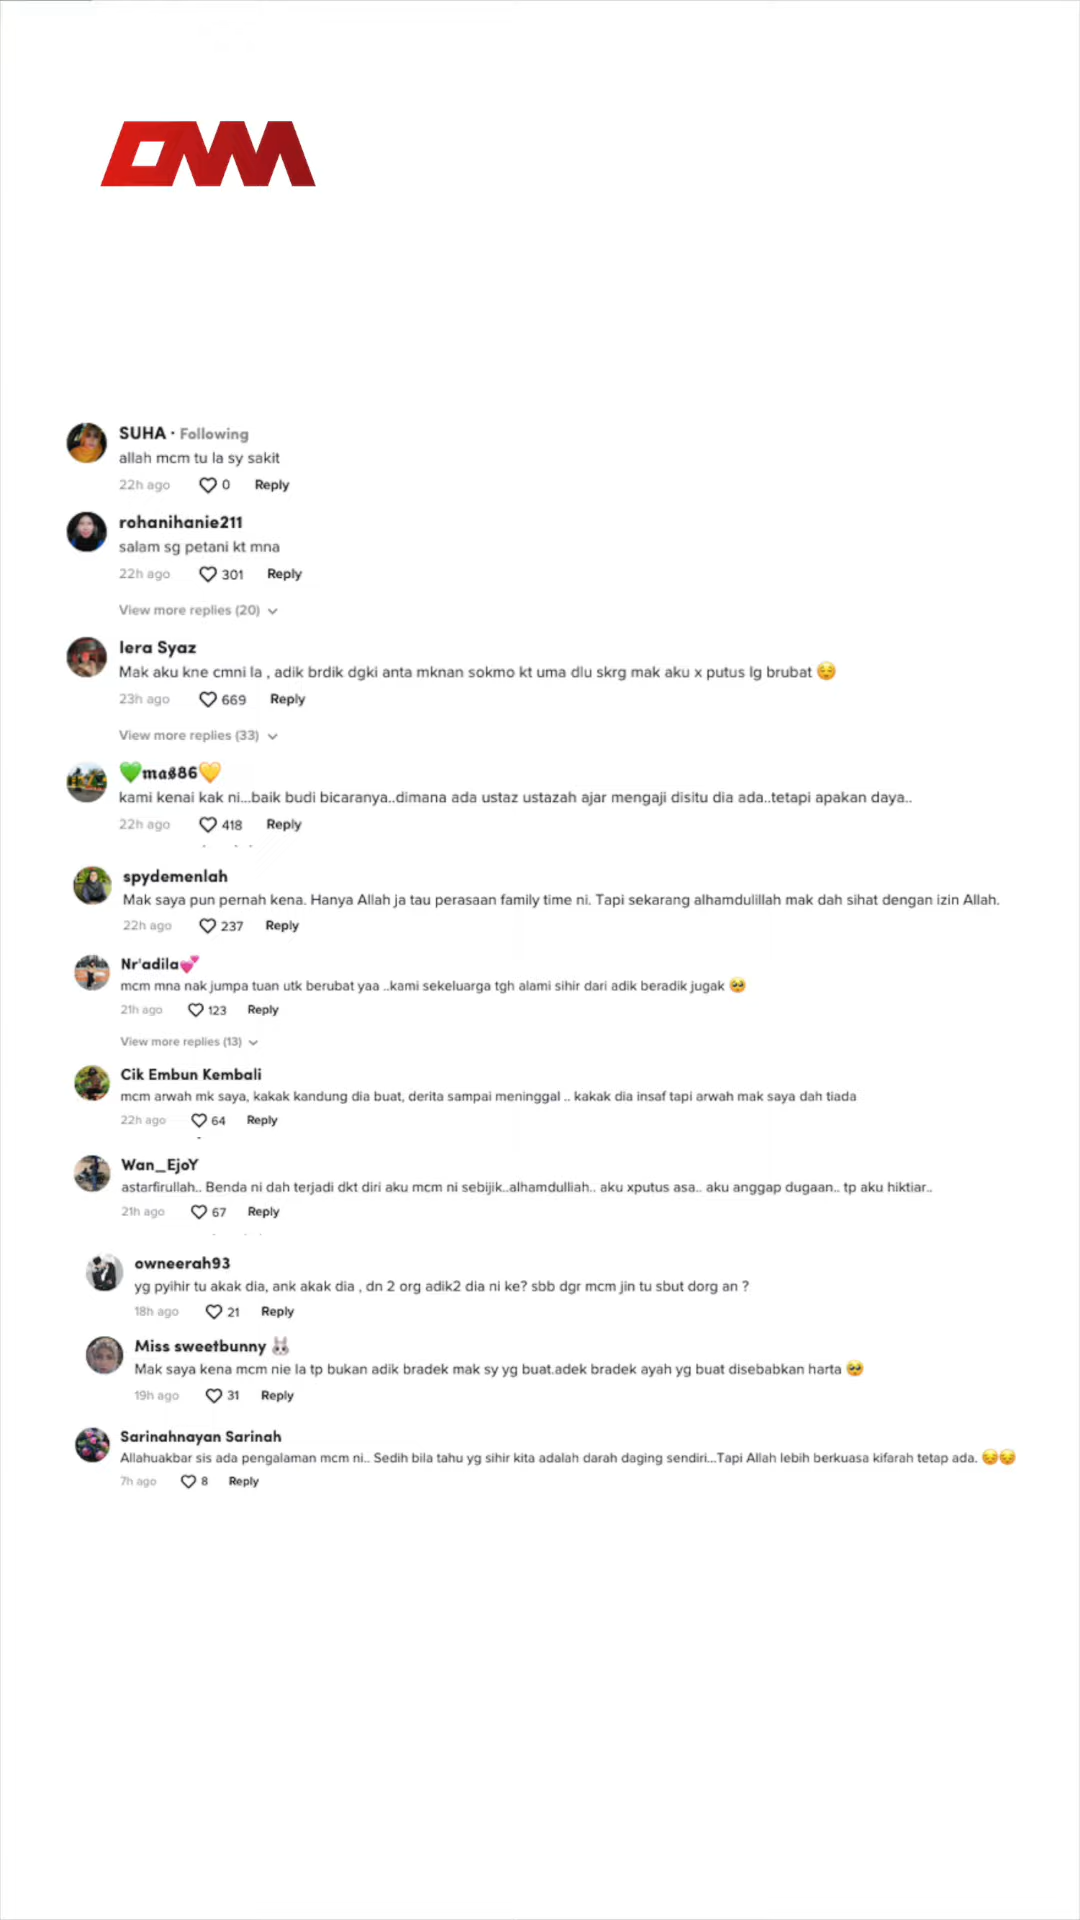 OMM
SUHA · Following
allah mcm tu la sy sakit
22h ago 0 Reply
rohanihanie211
salam sg petani kt mna
22h ago 301 Reply
View more replies (20)
Iera Syaz
Mak aku kne cmni la , adik brdik dgki anta mknan sokmo kt uma dlu skrg mak aku x putus lg brubat 😌
23h ago 669 Reply
View more replies (33)
💚mas86💛
kami kenai kak ni...baik budi bicaranya..dimana ada ustaz ustazah ajar mengaji disitu dia ada..tetapi apakan daya..
22h ago 418 Reply
spydemenlah
Mak saya pun pernah kena. Hanya Allah ja tau perasaan family time ni. Tapi sekarang alhamdulillah mak dah sihat dengan izin Allah.
22h ago 237 Reply
Nr'adila💕
mcm mna nak jumpa tuan utk berubat yaa ..kami sekeluarga tgh alami sihir dari adik beradik jugak 🥺
21h ago 123 Reply
View more replies (13)
Cik Embun Kembali
mcm arwah mk saya, kakak kandung dia buat, derita sampai meninggal .. kakak dia insaf tapi arwah mak saya dah tiada
22h ago 64 Reply
Wan_EjoY
astarfirullah.. Benda ni dah terjadi dkt diri aku mcm ni sebijik..alhamdulliah.. aku xputus asa.. aku anggap dugaan.. tp aku hiktiar..
21h ago 67 Reply
owneerah93
yg pyihir tu akak dia, ank akak dia , dn 2 org adik2 dia ni ke? sbb dgr mcm jin tu sbut dorg an ?
18h ago 21 Reply
Miss sweetbunny 🐰
Mak saya kena mcm nie la tp bukan adik bradek mak sy yg buat.adek bradek ayah yg buat disebabkan harta 🥺
19h ago 31 Reply
Sarinahnayan Sarinah
Allahuakbar sis ada pengalaman mcm ni.. Sedih bila tahu yg sihir kita adalah darah daging sendiri...Tapi Allah lebih berkuasa kifarah tetap ada. 😔😔
7h ago 8 Reply